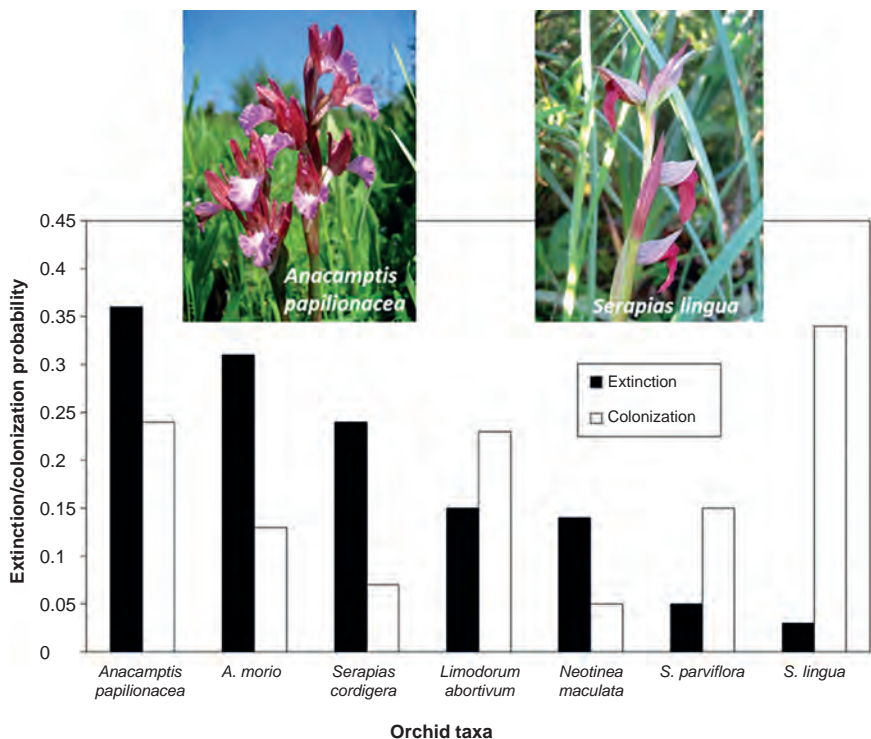 Anacamptis
papilionacea
Serapias lingua
Extinction/colonization probability
0.45
0.4
0.35
0.3
0.25
0.2
0.15
0.1
0.05
0
Extinction
Colonization
Anacamptis
papilionacea
A. morio
Serapias
cordigera
Limodorum
abortivum
Neotinea
maculata
S. parviflora
S. lingua
Orchid taxa